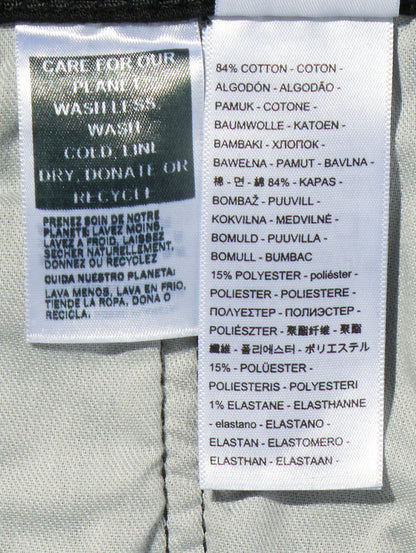 CARE FOR OUR
PLANET
WASH LESS,
WASH
COLD, LINE
DRY, DONATE OR
RECYCLE
PRENEZ SOIN DE NOTRE
PLANETE LAVEZ MOINS,
LAVEZ A FROID, LAISSEZ
SECHER NATURELLEMENT,
DONNEZ OU RECYCLEZ
CUIDA NUESTRO PLANETA:
LAVA MENOS, LAVA EN FRIO,
TIENDE LA ROPA, DONA O
RECICLA.
84% COTTON - COTON -
ALGODÓN - ALGODÃO -
PAMUK - COTONE -
BAUMWOLLE - KATOEN -
BAMBAKI - ХЛОПОК -
BAWEŁNA - PAMUT - BAVLNA -
棉 - 면 - 綿 84% - KAPAS -
BOMBAŽ - PUUVILL -
KOKVILNA - MEDVILNĖ -
BOMULD - PUUVILLA -
BOMULL - BUMBAC
15% POLYESTER - poliéster -
POLIESTER - POLIESTERE -
ΠΟΛΥΕΣΤΕΡ - ПОЛИЭСТЕР -
POLIÉSZTER - 聚酯纤维 - 聚酯
纖維 - 폴리에스터 - ポリエステル
15% - POLÜESTER -
POLIESTERIS - POLYESTERI
1% ELASTANE - ELASTHANNE
- elastano - ELASTANO -
ELASTAN - ELASTOMERO -
ELASTHAN - ELASTAAN -